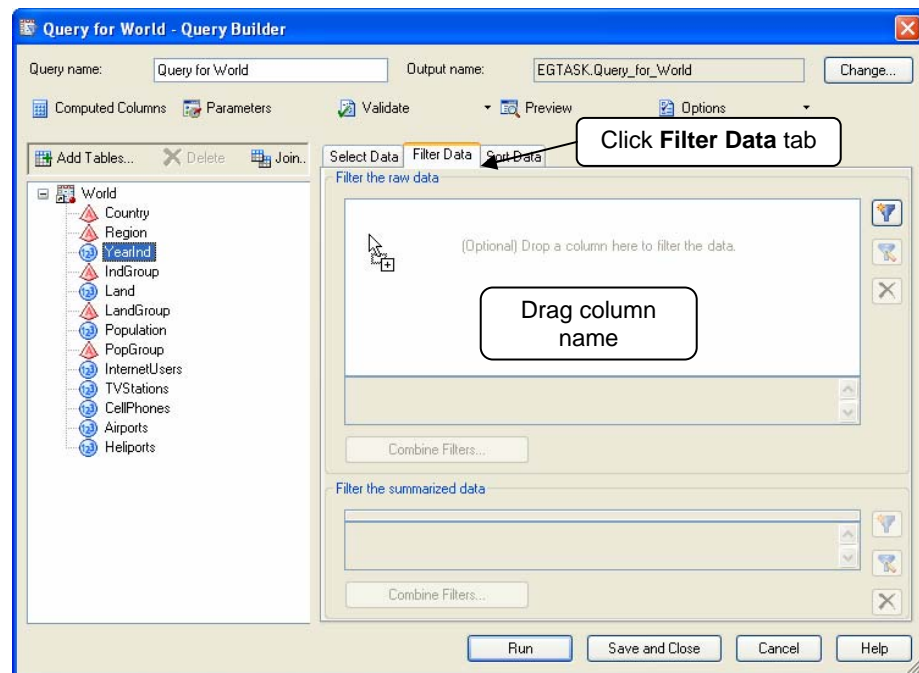 Query for World - Query Builder
Query name: Query for World Output name: EGTASK.Query_for_World Change...
Computed Columns Parameters Validate Preview Options
Click Filter Data tab
Add Tables... Delete Join..
Select Data Filter Data Sort Data
World
Country
Region
YearInd
IndGroup
Land
LandGroup
Population
PopGroup
InternetUsers
TVStations
CellPhones
Airports
Heliports
Filter the raw data
(Optional) Drop a column here to filter the data.
Drag column
name
Combine Filters...
Filter the summarized data
Combine Filters...
Run Save and Close Cancel Help